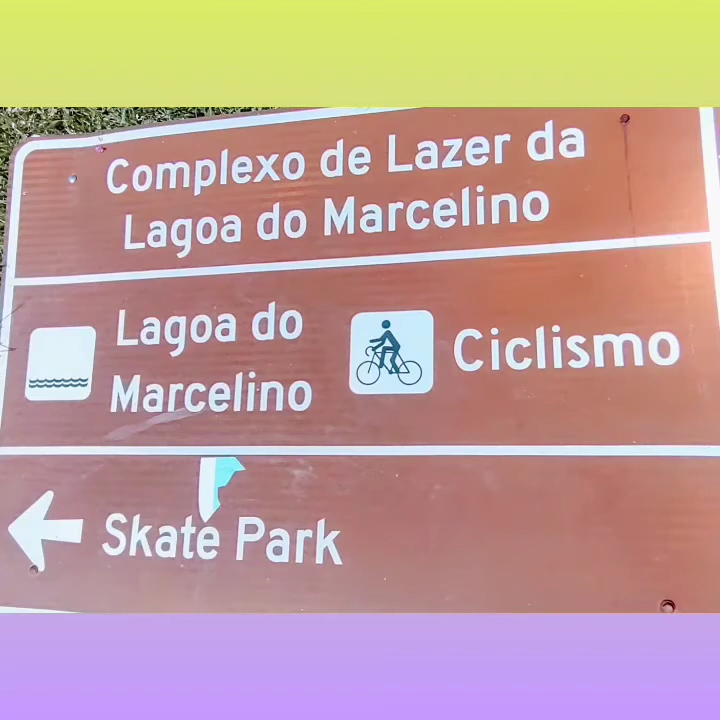 Complexo de Lazer da
Lagoa do Marcelino
Lagoa do
Marcelino
Ciclismo
Skate Park